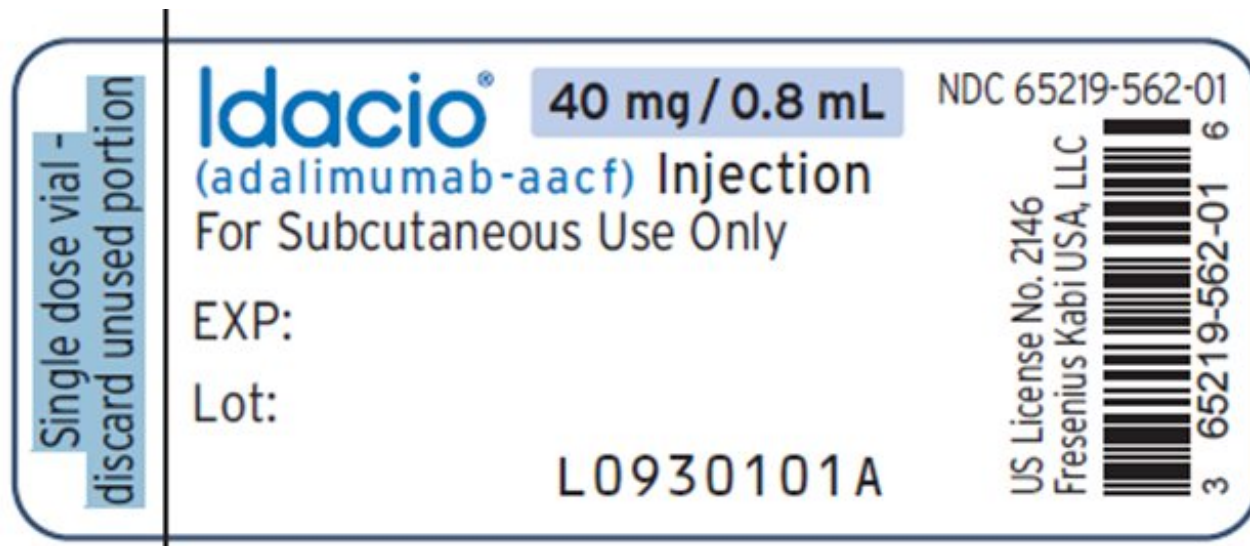 Single dose vial -
discard unused portion
Idacio® 40 mg / 0.8 mL
(adalimumab-aacf) Injection
For Subcutaneous Use Only
EXP:
Lot:
L0930101A
NDC 65219-562-01
US License No. 2146
Fresenius Kabi USA, LLC
3 65219-562-01 6